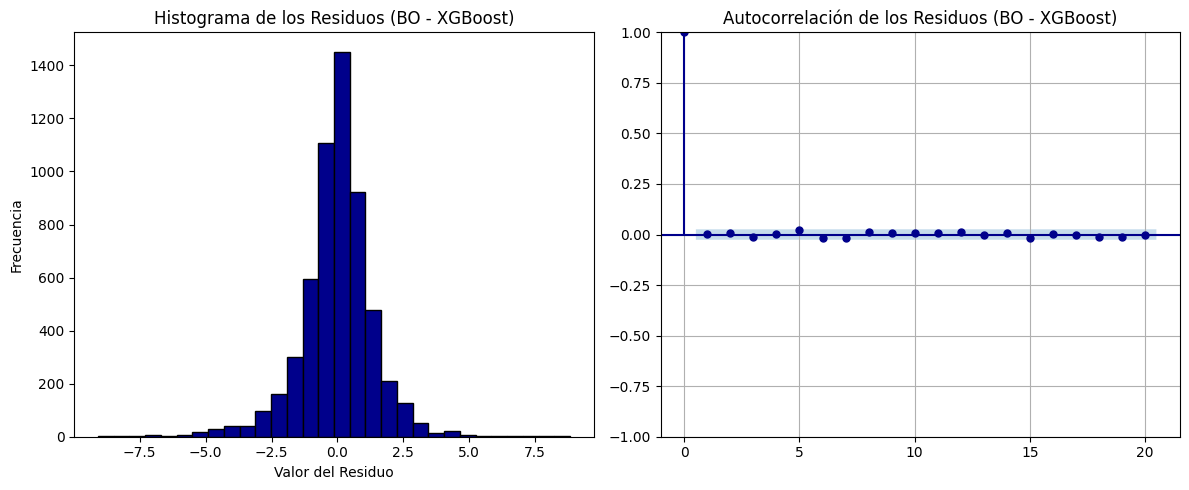 Histograma de los Residuos (BO - XGBoost)
1400
1200
1000
800
600
400
200
0
Frecuencia
−7.5 −5.0 −2.5 0.0 2.5 5.0 7.5
Valor del Residuo
Autocorrelación de los Residuos (BO - XGBoost)
1.00
0.75
0.50
0.25
0.00
−0.25
−0.50
−0.75
−1.00
0 5 10 15 20